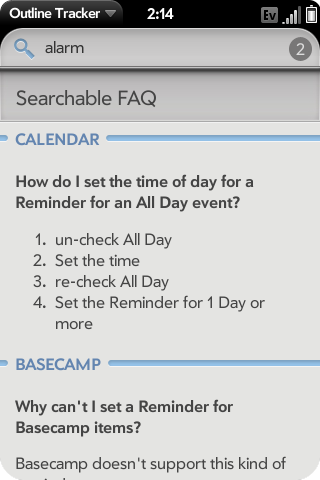 Outline Tracker 2:14 Ev
alarm 2
Searchable FAQ
CALENDAR
How do I set the time of day for a
Reminder for an All Day event?
1. un-check All Day
2. Set the time
3. re-check All Day
4. Set the Reminder for 1 Day or
more
BASECAMP
Why can't I set a Reminder for
Basecamp items?
Basecamp doesn't support this kind of